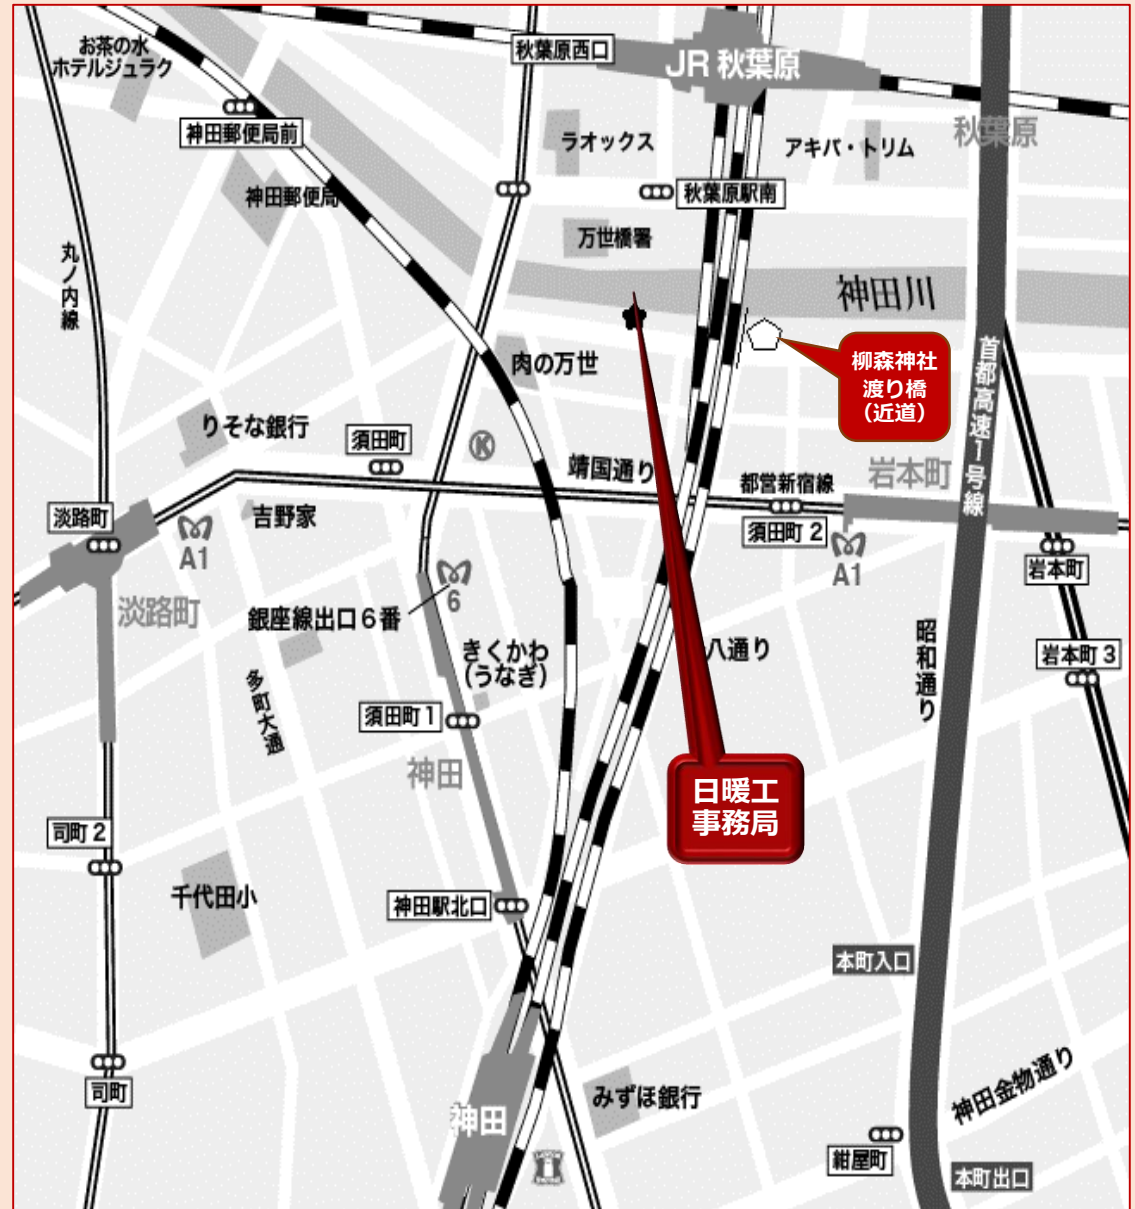 お茶の水
ホテルジュラク
秋葉原西口
JR 秋葉原
神田郵便局前
ラオックス
アキバ・トリム
秋葉原
神田郵便局
秋葉原駅南
万世橋署
丸ノ内線
神田川
肉の万世
柳森神社
渡り橋
（近道）
首都高速1号線
りそな銀行
須田町
K
靖国通り
都営新宿線
岩本町
淡路町
吉野家
A1
須田町 2
A1
岩本町
淡路町
6
銀座線出口６番
きくかわ
(うなぎ)
八通り
昭和通り
岩本町 3
多町大通
須田町 1
神田
日暖工
事務局
司町 2
千代田小
神田駅北口
本町入口
司町
みずほ銀行
神田金物通り
神田
紺屋町
本町出口